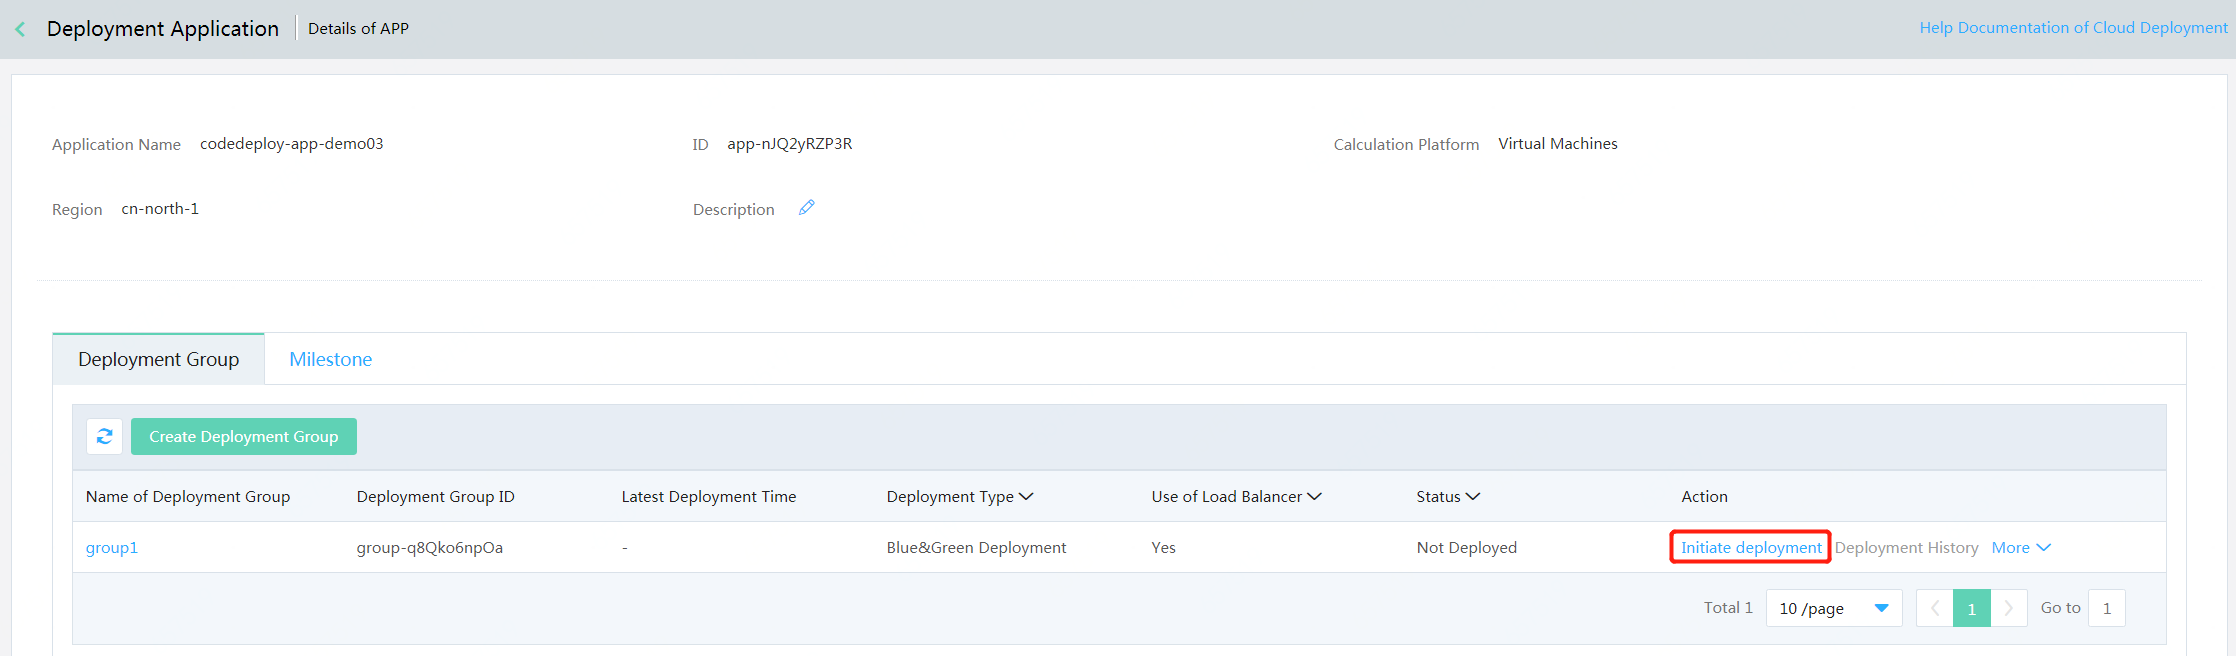 Deployment Application Details of APP Help Documentation of Cloud Deployment
Application Name codedeploy-app-demo03 ID app-nJQ2yRZP3R Calculation Platform Virtual Machines
Region cn-north-1 Description
Deployment Group Milestone
Create Deployment Group
Name of Deployment Group Deployment Group ID Latest Deployment Time Deployment Type Use of Load Balancer Status Action
group1 group-q8Qko6npOa - Blue&Green Deployment Yes Not Deployed Initiate deployment Deployment History More
Total 1 10 /page 1 Go to 1